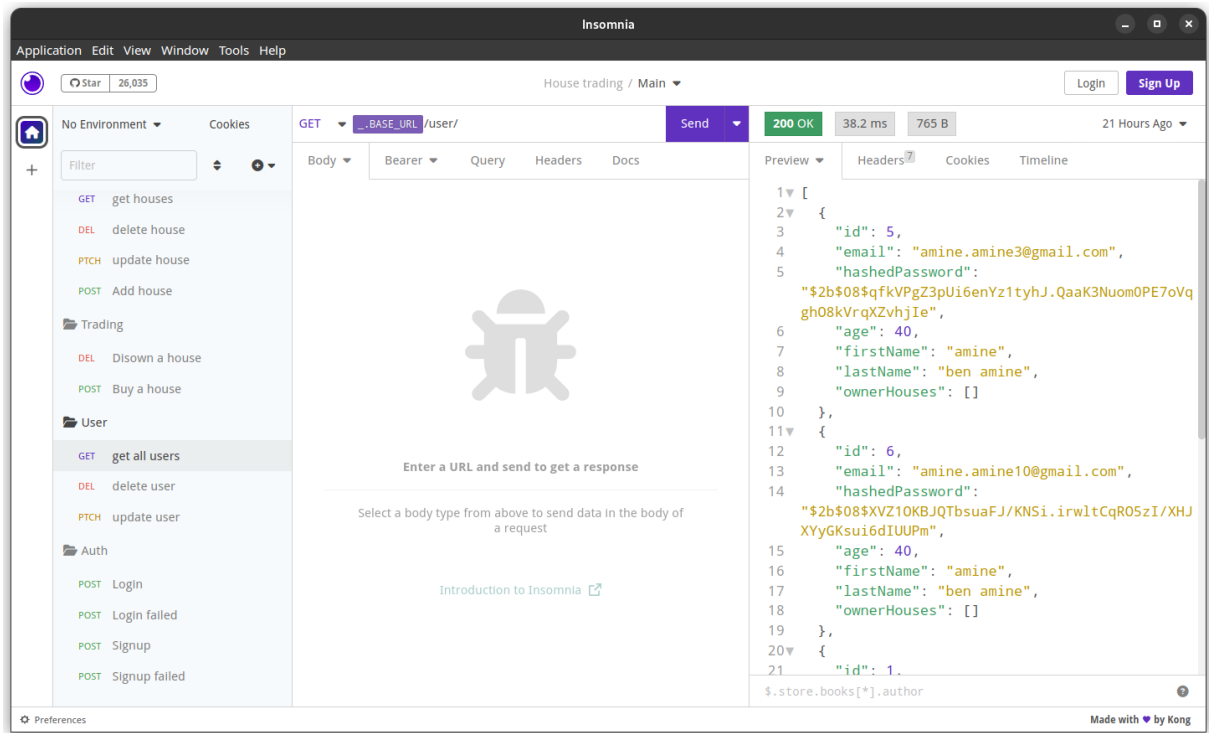 Insomnia
Application Edit View Window Tools Help
Star 26,035
House trading / Main
Login Sign Up
No Environment Cookies
Filter
GET get houses
DEL delete house
PTCH update house
POST Add house
Trading
DEL Disown a house
POST Buy a house
User
GET get all users
DEL delete user
PTCH update user
Auth
POST Login
POST Login failed
POST Signup
POST Signup failed
GET _.BASE_URL /user/ Send
Body Bearer Query Headers Docs
Enter a URL and send to get a response
Select a body type from above to send data in the body of
a request
Introduction to Insomnia
200 OK 38.2 ms 765 B 21 Hours Ago
Preview Headers 7 Cookies Timeline
1 [
2 {
3 "id": 5,
4 "email": "amine.amine3@gmail.com",
5 "hashedPassword":
"$2b$08$qfkVPgZ3pUi6enYz1tyhJ.QaaK3Nuom0PE7oVq
ghO8kVrqXZvhjIe",
6 "age": 40,
7 "firstName": "amine",
8 "lastName": "ben amine",
9 "ownerHouses": []
10 },
11 {
12 "id": 6,
13 "email": "amine.amine10@gmail.com",
14 "hashedPassword":
"$2b$08$XVZ1OKBJQTbsuaFJ/KNSi.irwltCqRO5zI/XHJ
XYyGKsui6dIUUPm",
15 "age": 40,
16 "firstName": "amine",
17 "lastName": "ben amine",
18 "ownerHouses": []
19 },
20 {
21 "id": 1,
$.store.books[*].author
Preferences
Made with ♥ by Kong